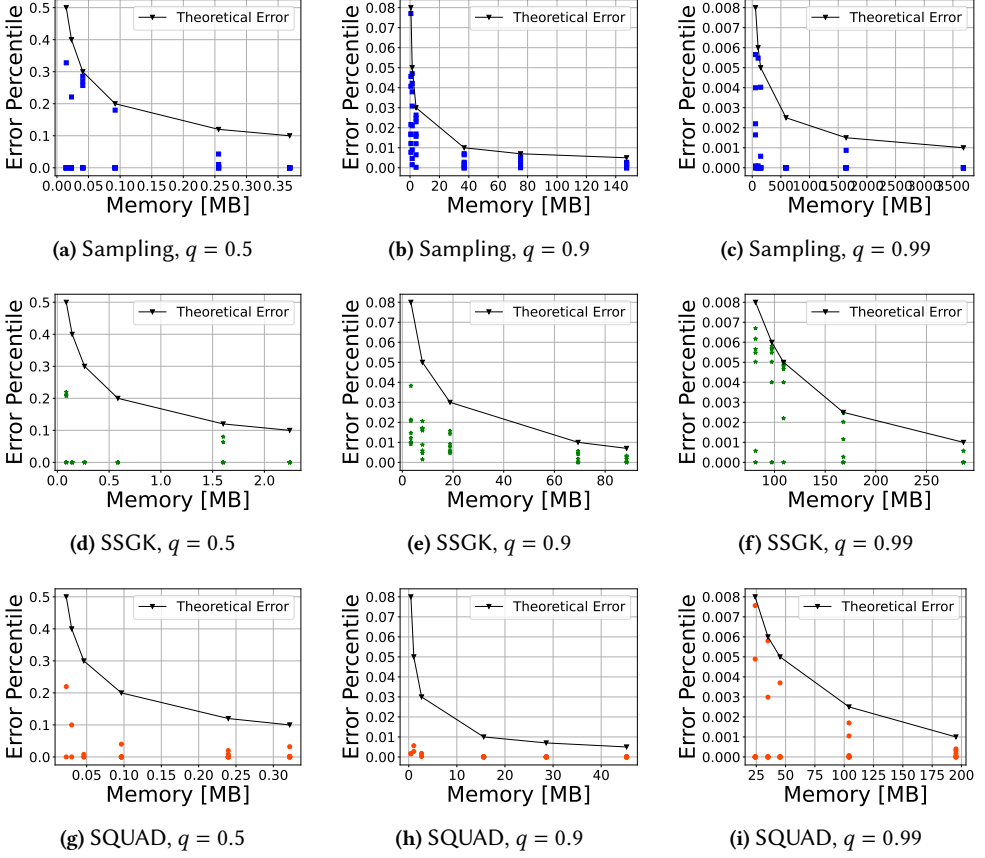 Error Percentile
0.5
0.4
0.3
0.2
0.1
0.0
Theoretical Error
0.00 0.05 0.10 0.15 0.20 0.25 0.30 0.35
Memory [MB]
(a) Sampling, q = 0.5
Error Percentile
0.08
0.07
0.06
0.05
0.04
0.03
0.02
0.01
0.00
Theoretical Error
0 20 40 60 80 100 120 140
Memory [MB]
(b) Sampling, q = 0.9
Error Percentile
0.008
0.007
0.006
0.005
0.004
0.003
0.002
0.001
0.000
Theoretical Error
0 500 1000 1500 2000 2500 3000 3500
Memory [MB]
(c) Sampling, q = 0.99
Error Percentile
0.5
0.4
0.3
0.2
0.1
0.0
Theoretical Error
0.0 0.5 1.0 1.5 2.0
Memory [MB]
(d) SSGK, q = 0.5
Error Percentile
0.08
0.07
0.06
0.05
0.04
0.03
0.02
0.01
0.00
Theoretical Error
0 20 40 60 80
Memory [MB]
(e) SSGK, q = 0.9
Error Percentile
0.008
0.007
0.006
0.005
0.004
0.003
0.002
0.001
0.000
Theoretical Error
100 150 200 250
Memory [MB]
(f) SSGK, q = 0.99
Error Percentile
0.5
0.4
0.3
0.2
0.1
0.0
Theoretical Error
0.05 0.10 0.15 0.20 0.25 0.30
Memory [MB]
(g) SQUAD, q = 0.5
Error Percentile
0.08
0.07
0.06
0.05
0.04
0.03
0.02
0.01
0.00
Theoretical Error
0 10 20 30 40
Memory [MB]
(h) SQUAD, q = 0.9
Error Percentile
0.008
0.007
0.006
0.005
0.004
0.003
0.002
0.001
0.000
Theoretical Error
25 50 75 100 125 150 175 200
Memory [MB]
(i) SQUAD, q = 0.99